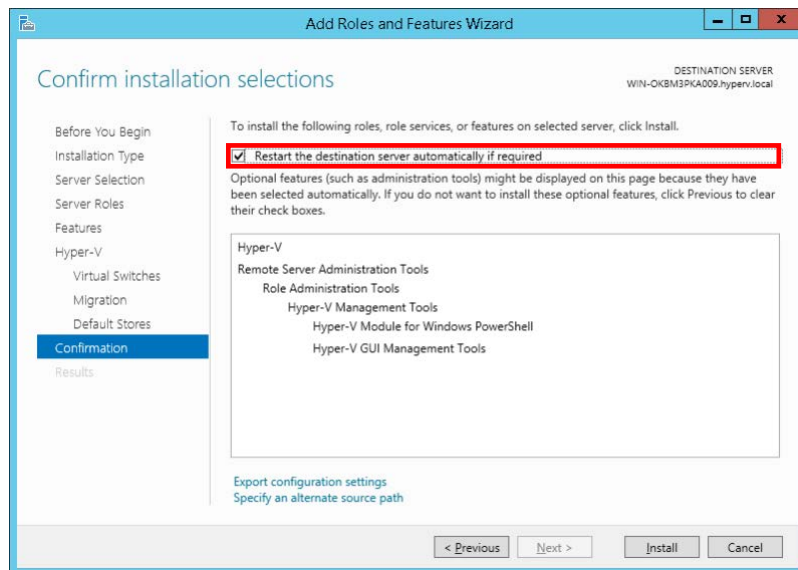 Add Roles and Features Wizard
Confirm installation selections
DESTINATION SERVER
WIN-OKBM3PKA009.hyperv.local
Before You Begin
Installation Type
Server Selection
Server Roles
Features
Hyper-V
Virtual Switches
Migration
Default Stores
Confirmation
Results
To install the following roles, role services, or features on selected server, click Install.
Restart the destination server automatically if required
Optional features (such as administration tools) might be displayed on this page because they have
been selected automatically. If you do not want to install these optional features, click Previous to clear
their check boxes.
Hyper-V
Remote Server Administration Tools
Role Administration Tools
Hyper-V Management Tools
Hyper-V Module for Windows PowerShell
Hyper-V GUI Management Tools
Export configuration settings
Specify an alternate source path
< Previous
Next >
Install
Cancel